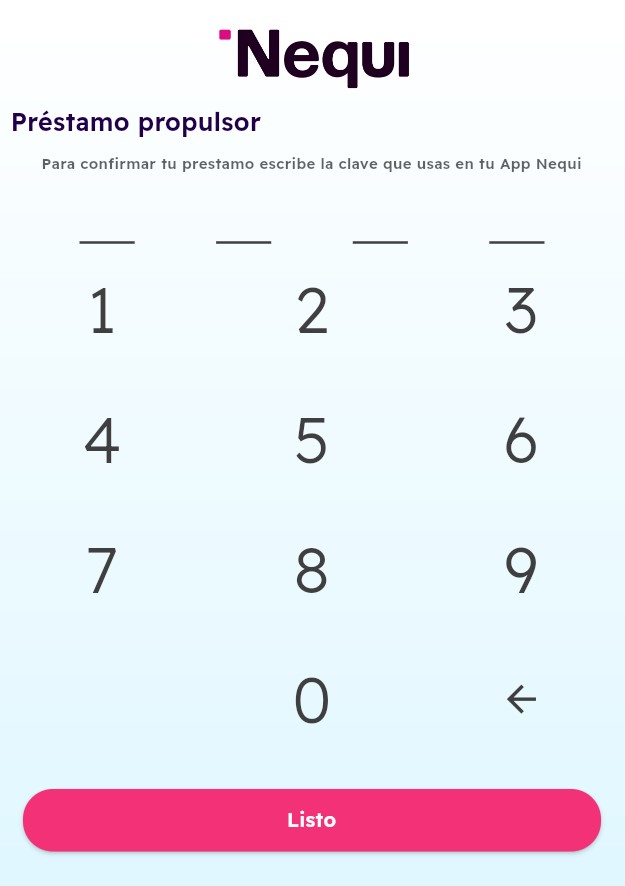 Nequi
Préstamo propulsor
Para confirmar tu prestamo escribe la clave que usas en tu App Nequi
1 2 3
4 5 6
7 8 9
0 ←
Listo